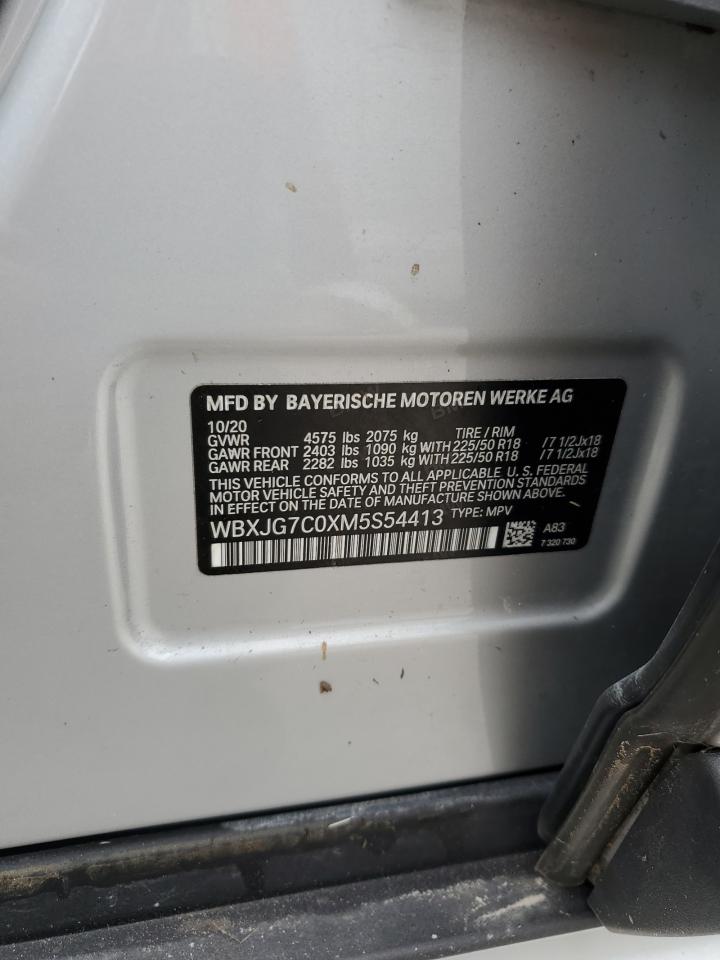 MFD BY BAYERISCHE MOTOREN WERKE AG
10/20
GVWR 4575 lbs 2075 kg TIRE / RIM
GAWR FRONT 2403 lbs 1090 kg WITH 225/50 R18 /7 1/2Jx18
GAWR REAR 2282 lbs 1035 kg WITH 225/50 R18 /7 1/2Jx18
THIS VEHICLE CONFORMS TO ALL APPLICABLE U. S. FEDERAL
MOTOR VEHICLE SAFETY AND THEFT PREVENTION STANDARDS
IN EFFECT ON THE DATE OF MANUFACTURE SHOWN ABOVE.
WBXJG7C0XM5S54413 TYPE: MPV
A83
7 320 730